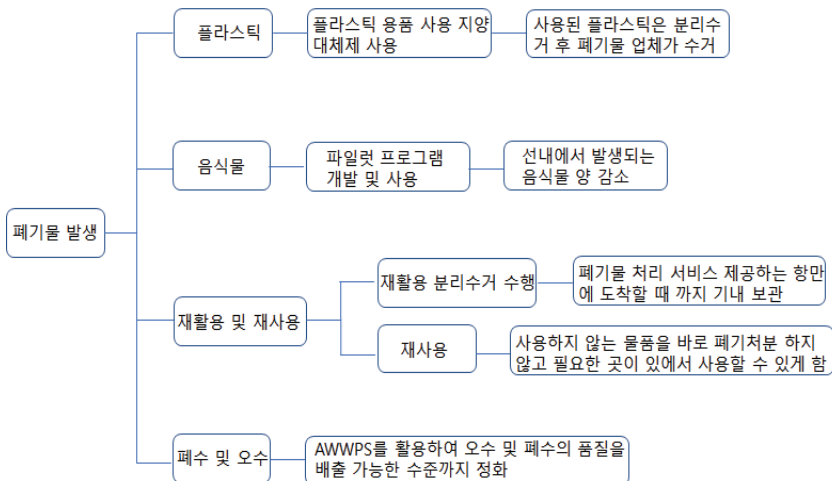 플라스틱
플라스틱 용품 사용 지양
대체제 사용
사용된 플라스틱은 분리수
거 후 폐기물 업체가 수거
음식물
파일럿 프로그램
개발 및 사용
선내에서 발생되는
음식물 양 감소
폐기물 발생
재활용 및 재사용
재활용 분리수거 수행
폐기물 처리 서비스 제공하는 항만
에 도착할 때 까지 기내 보관
재사용
사용하지 않는 물품을 바로 폐기처분 하지
않고 필요한 곳이 있에서 사용할 수 있게 함
폐수 및 오수
AWWPS를 활용하여 오수 및 폐수의 품질을
배출 가능한 수준까지 정화